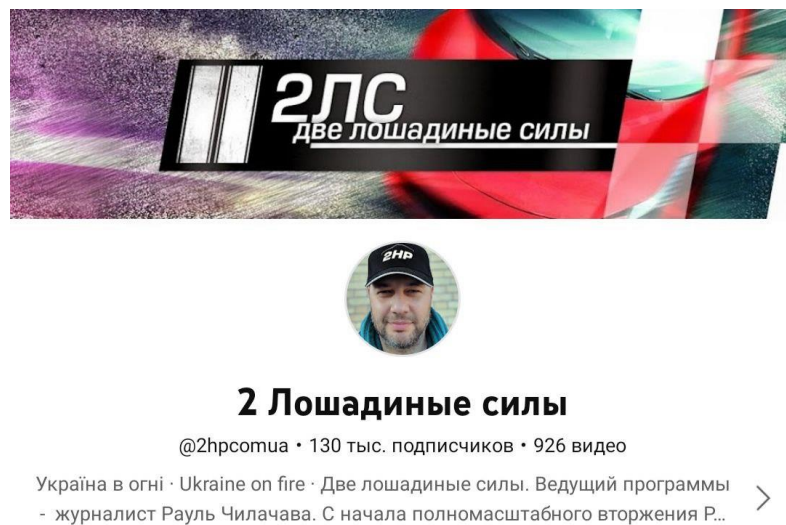 2ЛС
две лошадиные силы
2HP
2 Лошадиные силы
@2hpcomua • 130 тыс. подписчиков • 926 видео
Україна в огні · Ukraine on fire · Две лошадиные силы. Ведущий программы
- журналист Рауль Чилачава. С начала полномасштабного вторжения Р...